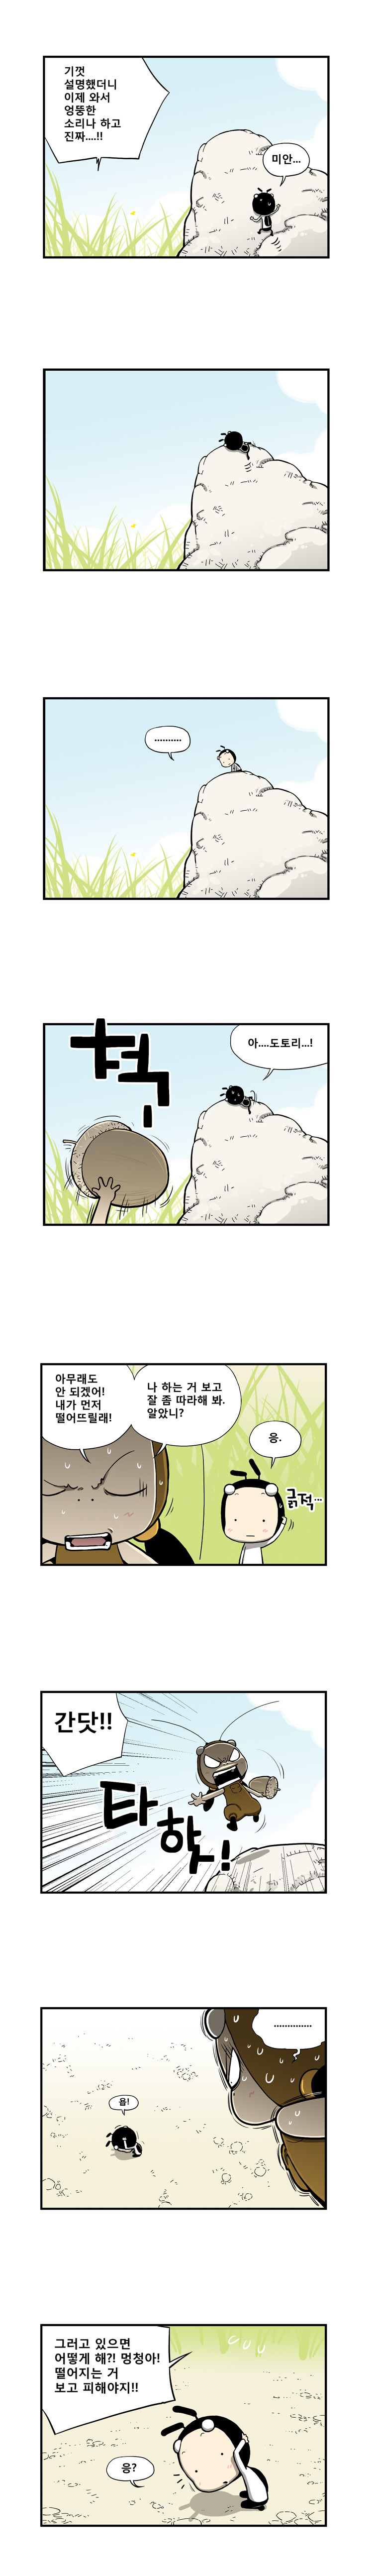 기껏
설명했더니
이제 와서
엉뚱한
소리나 하고
진짜....!!
미안...
..........
척!
아....도토리...!
아무래도
안 되겠어!
내가 먼저
떨어뜨릴래!
나 하는 거 보고
잘 좀 따라해 봐.
알았니?
응.
긁적...
간닷!!
타핫!
.............
읍!
그러고 있으면
어떻게 해?! 멍청아!
떨어지는 거
보고 피해야지!!
응?